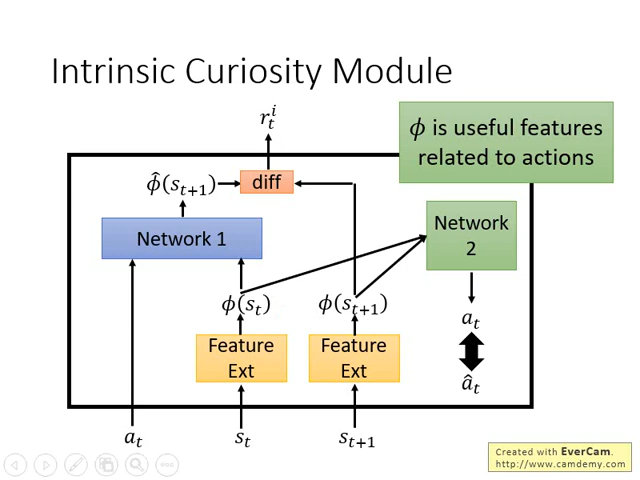 Intrinsic Curiosity Module
r_t^i
ϕ is useful features
related to actions
ϕ̂(s_{t+1})
diff
Network 1
Network
2
ϕ(s_t)
ϕ(s_{t+1})
a_t
Feature
Ext
Feature
Ext
â_t
a_t
s_t
s_{t+1}
Created with EverCam.
http://www.camdemy.com